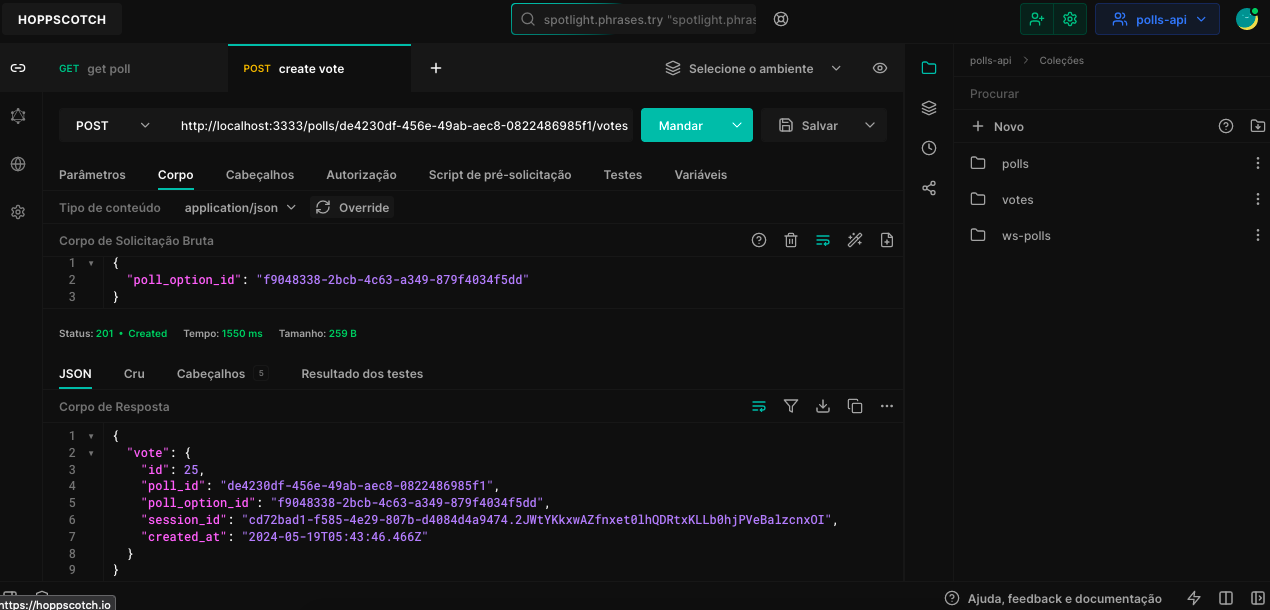 HOPPSCOTCH
spotlight.phrases.try "spotlight.phras
polls-api
GET get poll
POST create vote
Selecione o ambiente
POST
http://localhost:3333/polls/de4230df-456e-49ab-aec8-0822486985f1/votes
Mandar
Salvar
Parâmetros
Corpo
Cabeçalhos
Autorização
Script de pré-solicitação
Testes
Variáveis
Tipo de conteúdo
application/json
Override
Corpo de Solicitação Bruta
1 {
2 "poll_option_id": "f9048338-2bcb-4c63-a349-879f4034f5dd"
3 }
Status: 201 • Created Tempo: 1550 ms Tamanho: 259 B
JSON
Cru
Cabeçalhos 5
Resultado dos testes
Corpo de Resposta
1 {
2 "vote": {
3 "id": 25,
4 "poll_id": "de4230df-456e-49ab-aec8-0822486985f1",
5 "poll_option_id": "f9048338-2bcb-4c63-a349-879f4034f5dd",
6 "session_id": "cd72bad1-f585-4e29-807b-d4084d4a9474.2JWtYKkxwAZfnxet0lhQDRtxKLLb0hjPVeBalzcnxOI",
7 "created_at": "2024-05-19T05:43:46.466Z"
8 }
9 }
polls-api > Coleções
Procurar
Novo
polls
votes
ws-polls
https://hoppscotch.io
Ajuda, feedback e documentação